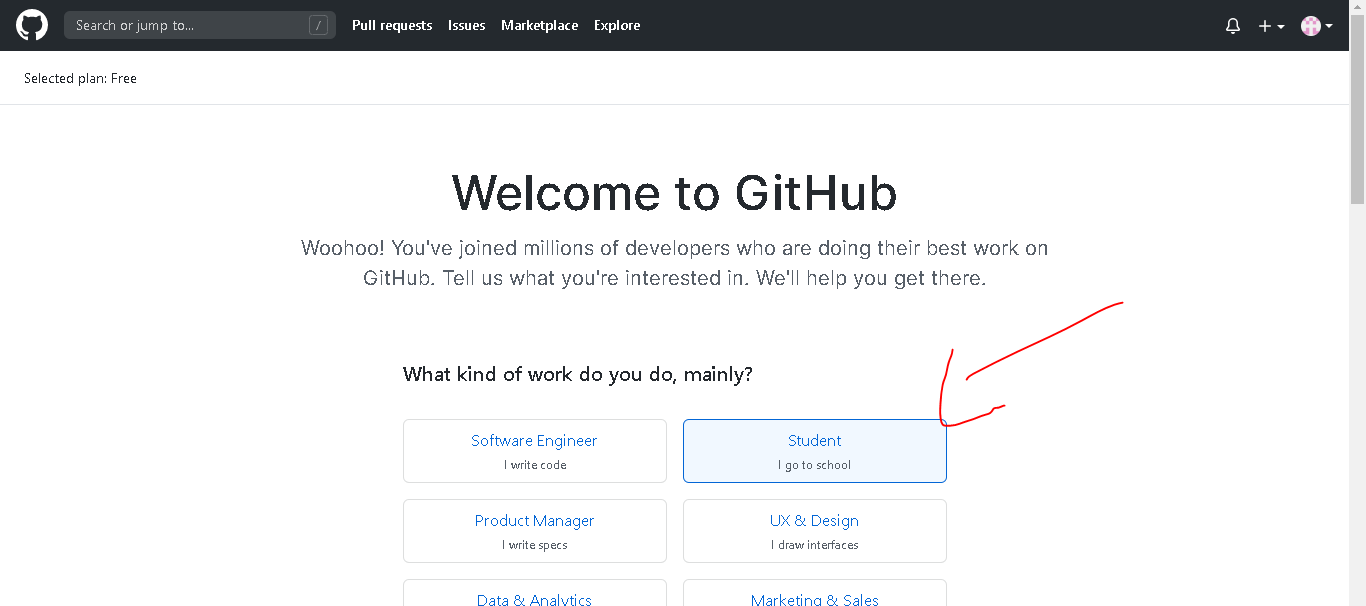 Search or jump to... / Pull requests Issues Marketplace Explore
Selected plan: Free
Welcome to GitHub
Woohoo! You've joined millions of developers who are doing their best work on
GitHub. Tell us what you're interested in. We'll help you get there.
What kind of work do you do, mainly?
Software Engineer
I write code
Student
I go to school
Product Manager
I write specs
UX & Design
I draw interfaces
Data & Analytics
Marketing & Sales